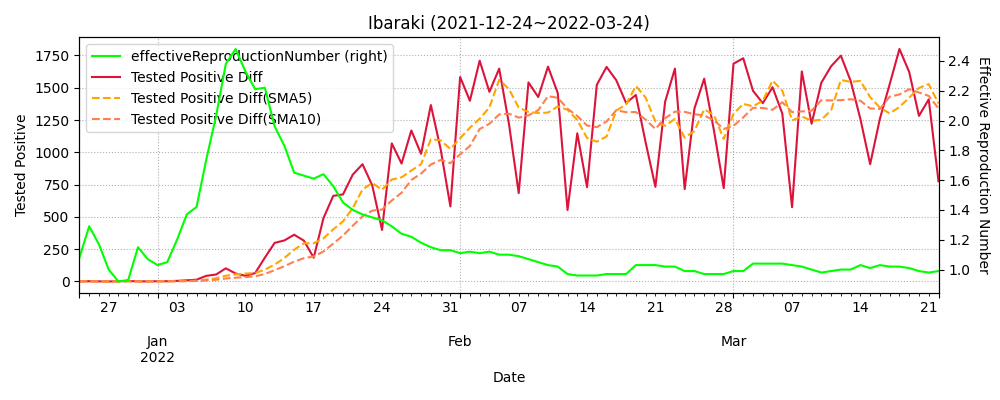 Ibaraki (2021-12-24~2022-03-24)
effectiveReproductionNumber (right)
Tested Positive Diff
Tested Positive Diff(SMA5)
Tested Positive Diff(SMA10)
Tested Positive
1750
1500
1250
1000
750
500
250
0
2.4
2.2
2.0
1.8
1.6
1.4
1.2
1.0
Effective Reproduction Number
27 03 10 17 24 31 07 14 21 28 07 14 21
Jan Feb Mar
2022
Date